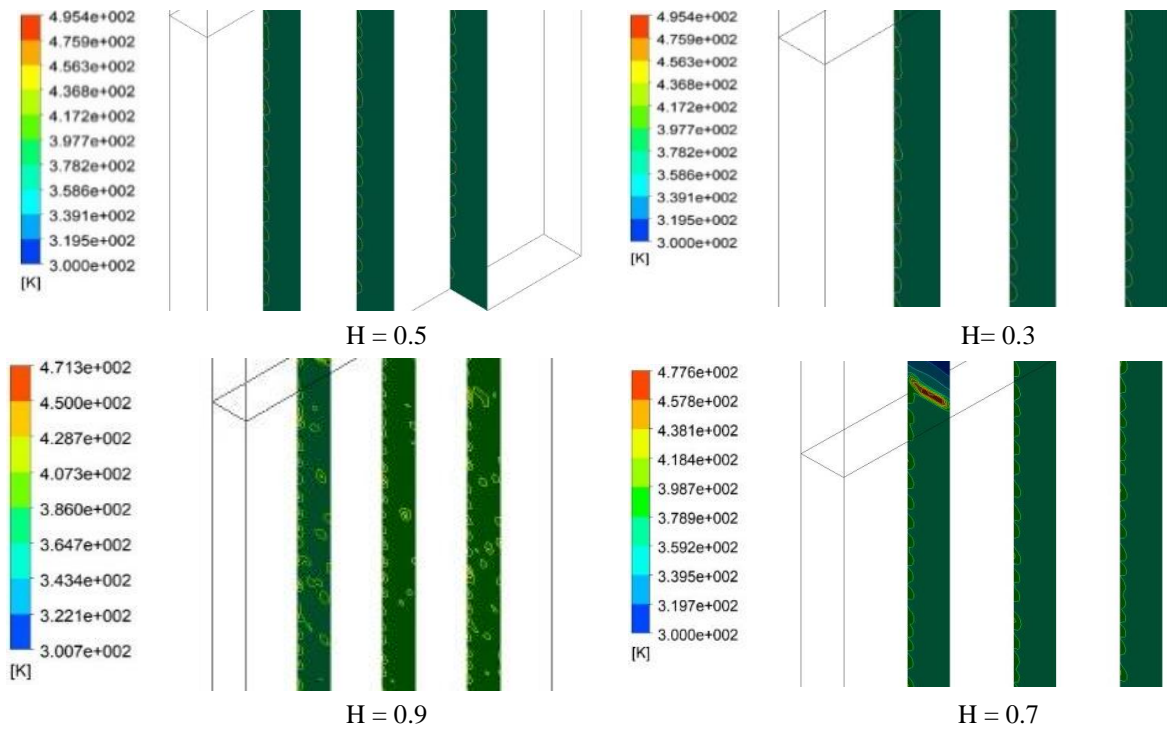 4.954e+002
4.759e+002
4.563e+002
4.368e+002
4.172e+002
3.977e+002
3.782e+002
3.586e+002
3.391e+002
3.195e+002
3.000e+002
[K]
H = 0.5
4.954e+002
4.759e+002
4.563e+002
4.368e+002
4.172e+002
3.977e+002
3.782e+002
3.586e+002
3.391e+002
3.195e+002
3.000e+002
[K]
H= 0.3
4.713e+002
4.500e+002
4.287e+002
4.073e+002
3.860e+002
3.647e+002
3.434e+002
3.221e+002
3.007e+002
[K]
H = 0.9
4.776e+002
4.578e+002
4.381e+002
4.184e+002
3.987e+002
3.789e+002
3.592e+002
3.395e+002
3.197e+002
3.000e+002
[K]
H = 0.7